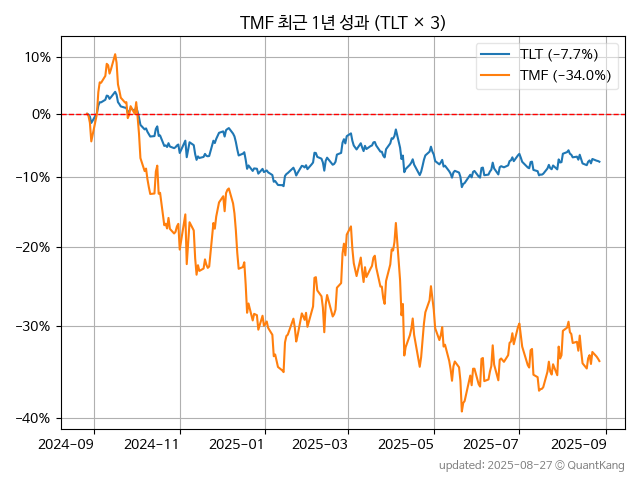 TMF 최근 1년 성과 (TLT × 3)
TLT (−7.7%)
TMF (−34.0%)
10%
0%
−10%
−20%
−30%
−40%
2024-09 2024-11 2025-01 2025-03 2025-05 2025-07 2025-09
updated: 2025-08-27 © QuantKang